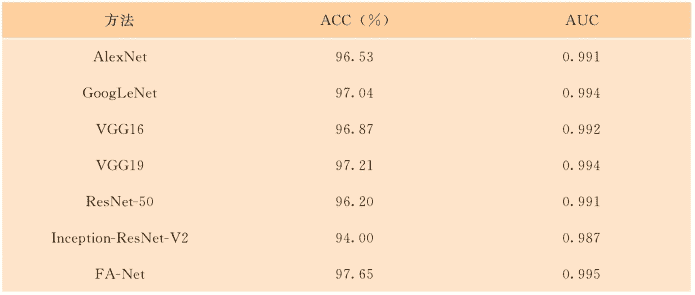 方法 ACC（%） AUC
AlexNet 96.53 0.991
GoogLeNet 97.04 0.994
VGG16 96.87 0.992
VGG19 97.21 0.994
ResNet-50 96.20 0.991
Inception-ResNet-V2 94.00 0.987
FA-Net 97.65 0.995